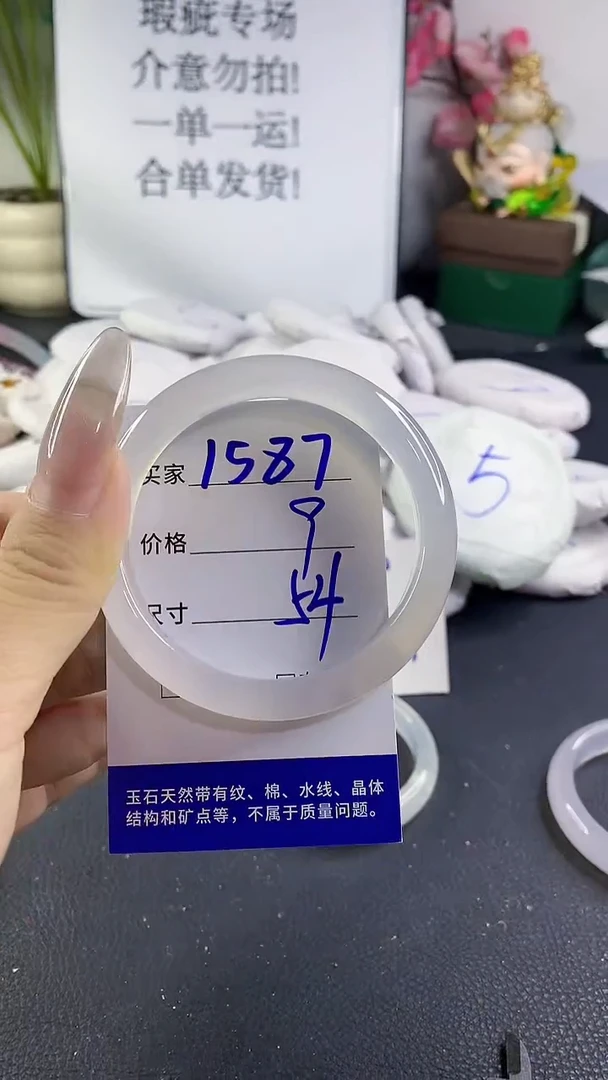 瑕疵专场
介意勿拍!
一单一运!
合单发货!
买家 1587
价格 9
尺寸 54
5
玉石天然带有纹、棉、水线、晶体
结构和矿点等，不属于质量问题。